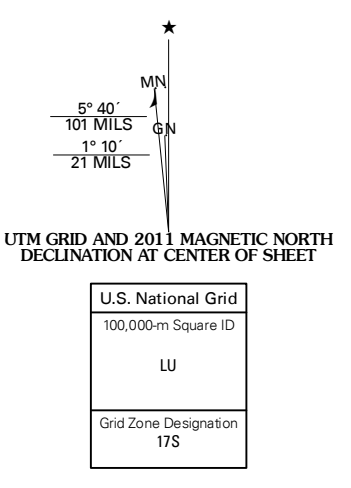 ★
MN
5° 40´
101 MILS
GN
1° 10´
21 MILS
UTM GRID AND 2011 MAGNETIC NORTH
DECLINATION AT CENTER OF SHEET
U.S. National Grid
100,000-m Square ID
LU
Grid Zone Designation
17S